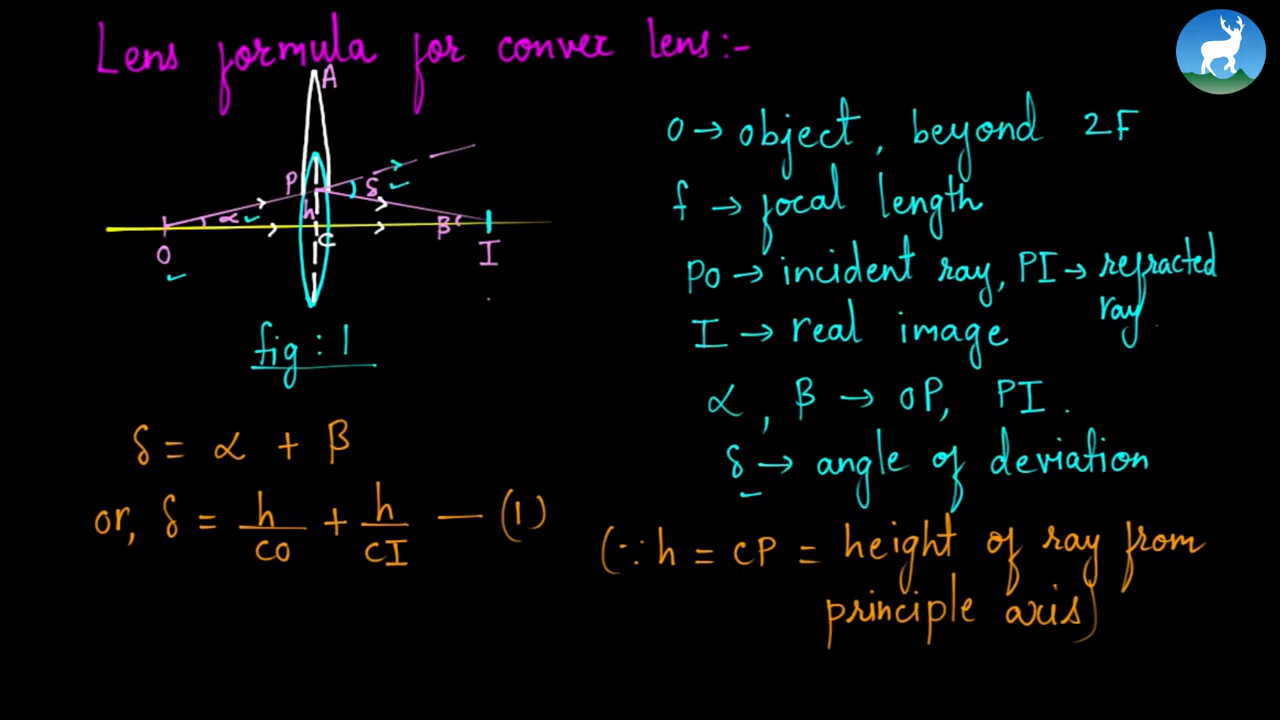 Lens formula for convex lens:-
A
P
δ
α
h
C
β
O
I
fig : 1
δ = α + β
or, δ = h/CO + h/CI — (1)
O → object, beyond 2F
f → focal length
PO → incident ray, PI → refracted
ray.
I → real image
α, β → OP, PI.
δ → angle of deviation
(∵ h = CP = height of ray from
principle axis)